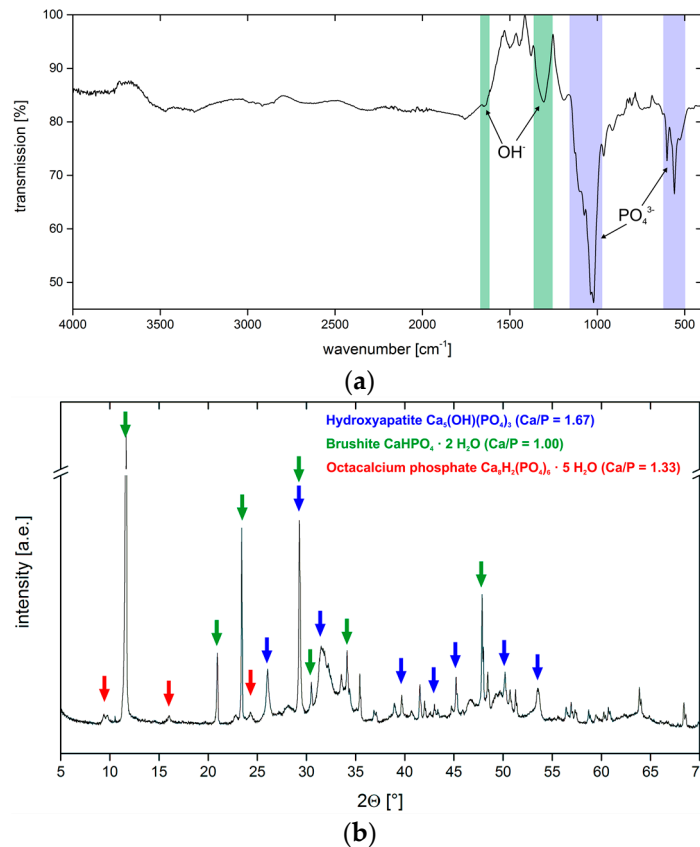 100
90
80
70
60
50
transmission [%]
OH⁻
PO₄³⁻
4000 3500 3000 2500 2000 1500 1000 500
wavenumber [cm⁻¹]
(a)
Hydroxyapatite Ca₅(OH)(PO₄)₃ (Ca/P = 1.67)
Brushite CaHPO₄ · 2 H₂O (Ca/P = 1.00)
Octacalcium phosphate Ca₈H₂(PO₄)₆ · 5 H₂O (Ca/P = 1.33)
intensity [a.e.]
5 10 15 20 25 30 35 40 45 50 55 60 65 70
2Θ [°]
(b)